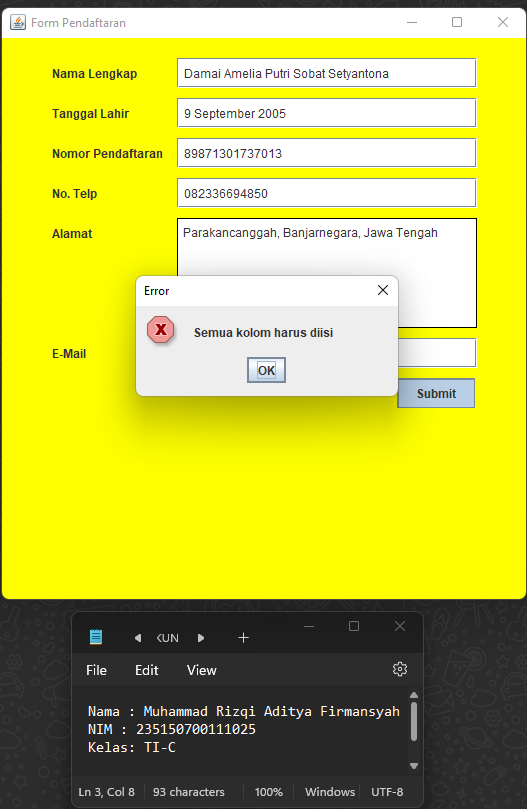 Form Pendaftaran
Nama Lengkap
Damai Amelia Putri Sobat Setyantona
Tanggal Lahir
9 September 2005
Nomor Pendaftaran
89871301737013
No. Telp
082336694850
Alamat
Parakancanggah, Banjarnegara, Jawa Tengah
Error
X
Semua kolom harus diisi
OK
E-Mail
Submit
<UN
File Edit View
Nama : Muhammad Rizqi Aditya Firmansyah
NIM : 235150700111025
Kelas: TI-C
Ln 3, Col 8 93 characters 100% Windows UTF-8